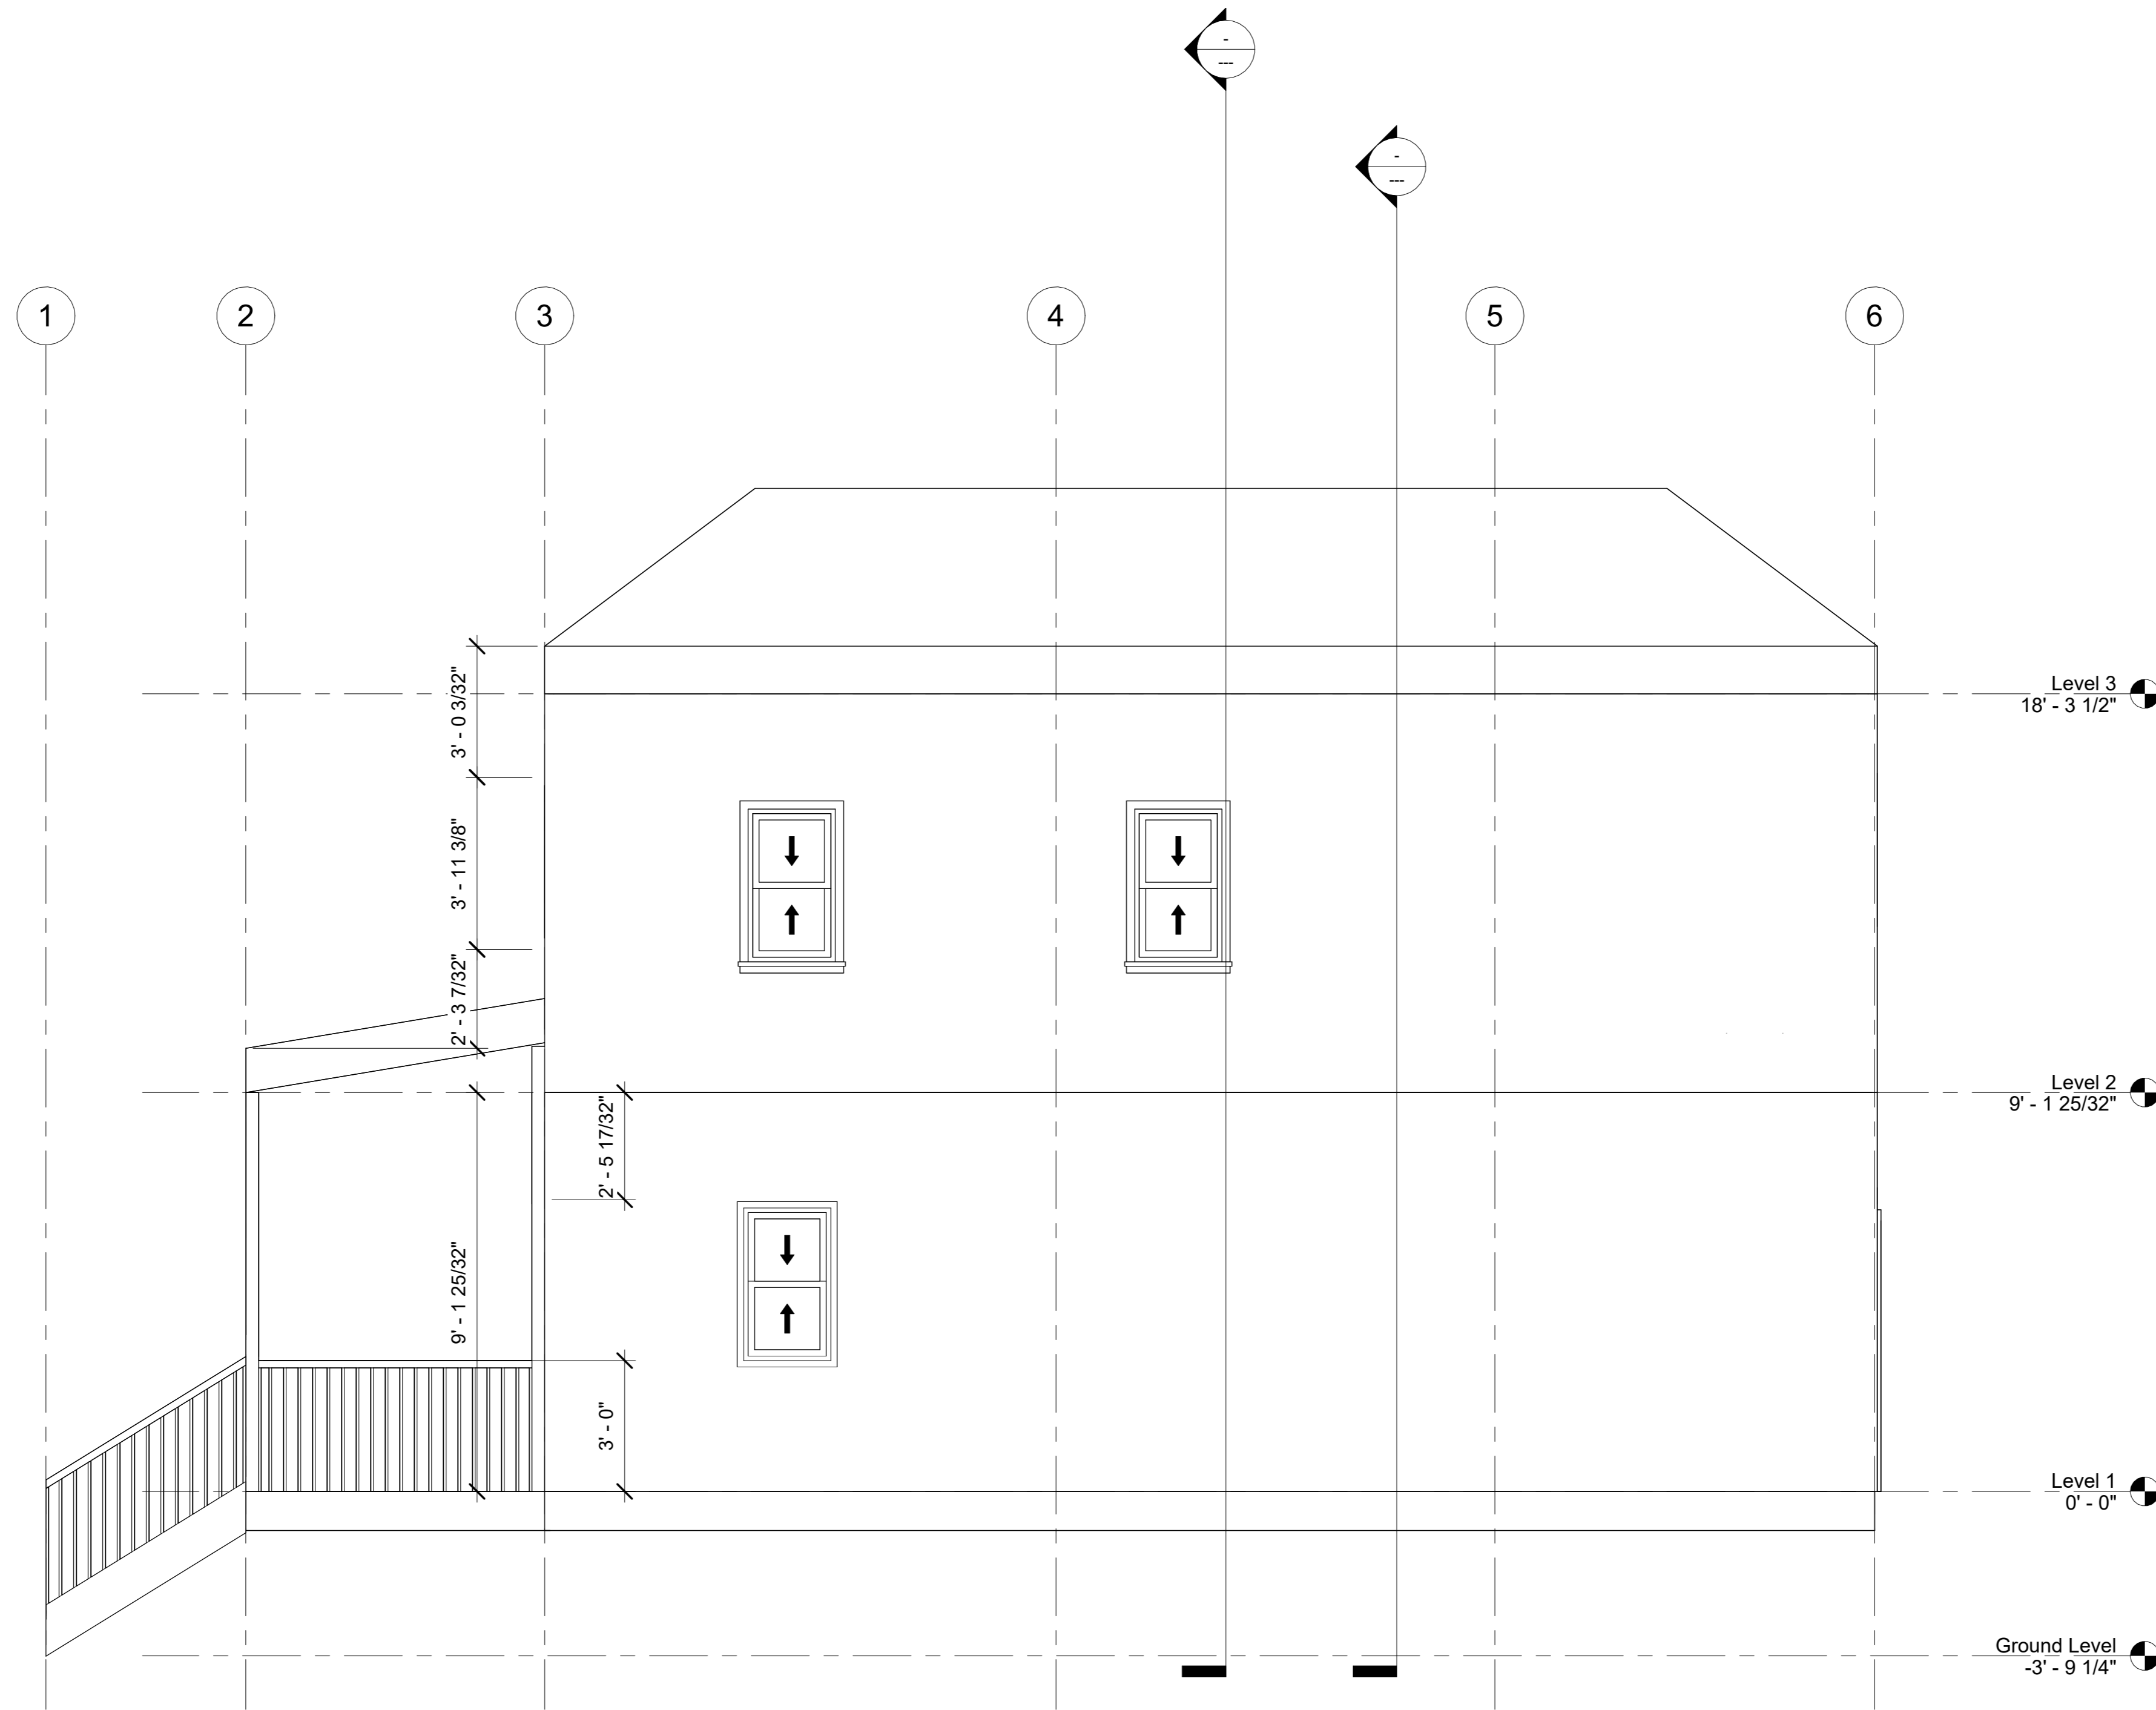 -
---
-
---
1
2
3
4
5
6
3' - 0 3/32"
Level 3
18' - 3 1/2"
3' - 11 3/8"
2' - 3 7/32"
Level 2
9' - 1 25/32"
2' - 5 17/32"
9' - 1 25/32"
3' - 0"
Level 1
0' - 0"
Ground Level
-3' - 9 1/4"